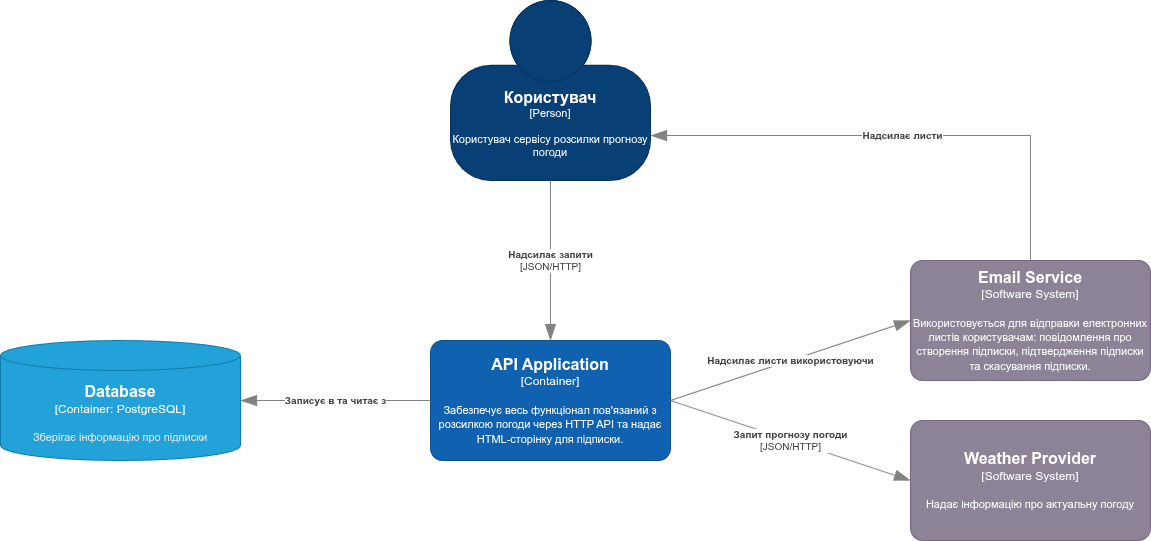 Користувач
[Person]
Користувач сервісу розсилки прогнозу
погоди
Надсилає листи
Надсилає запити
[JSON/HTTP]
Email Service
[Software System]
Використовується для відправки електронних
листів користувачам: повідомлення про
створення підписки, підтвердження підписки
та скасування підписки.
Надсилає листи використовуючи
API Application
[Container]
Забезпечує весь функціонал пов'язаний з
розсилкою погоди через HTTP API та надає
HTML-сторінку для підписки.
Database
[Container: PostgreSQL]
Зберігає інформацію про підписки
Записує в та читає з
Запит прогнозу погоди
[JSON/HTTP]
Weather Provider
[Software System]
Надає інформацію про актуальну погоду